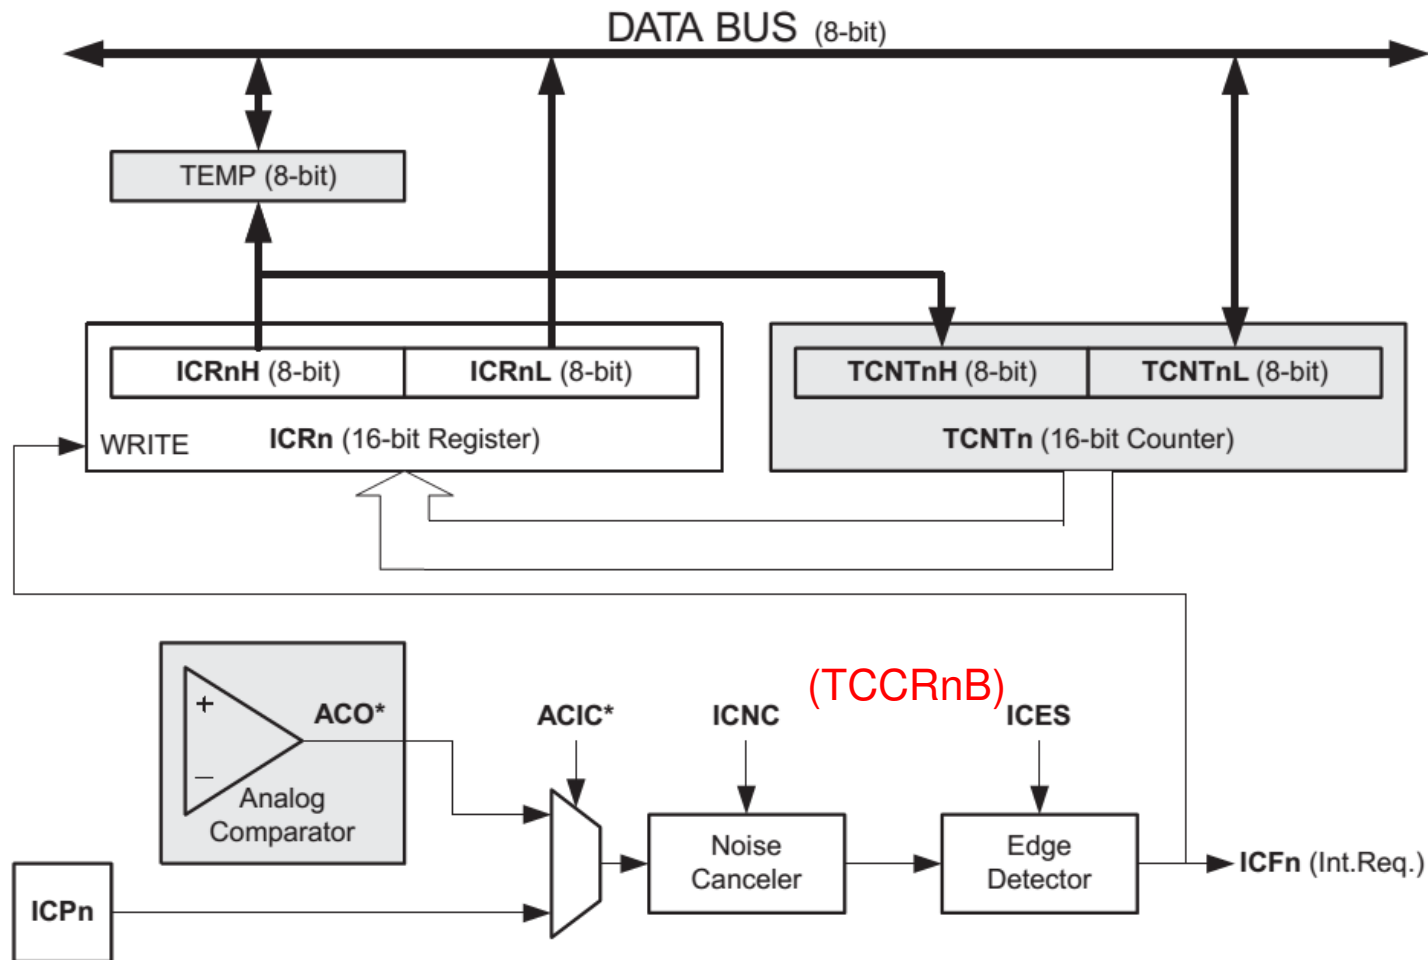 DATA BUS (8-bit)
TEMP (8-bit)
ICRnH (8-bit)
ICRnL (8-bit)
TCNTnH (8-bit)
TCNTnL (8-bit)
WRITE
ICRn (16-bit Register)
TCNTn (16-bit Counter)
(TCCRnB)
ACO*
ACIC*
ICNC
ICES
+
−
Analog
Comparator
Noise
Canceler
Edge
Detector
ICFn (Int.Req.)
ICPn